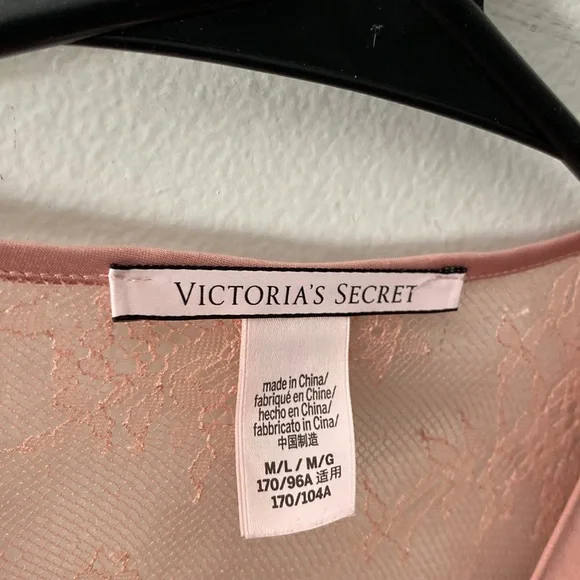 VICTORIA'S SECRET
made in China/
fabriqué en Chine/
hecho en China/
fabbricato in Cina/
中国制造
M/L / M/G
170/96A 适用
170/104A